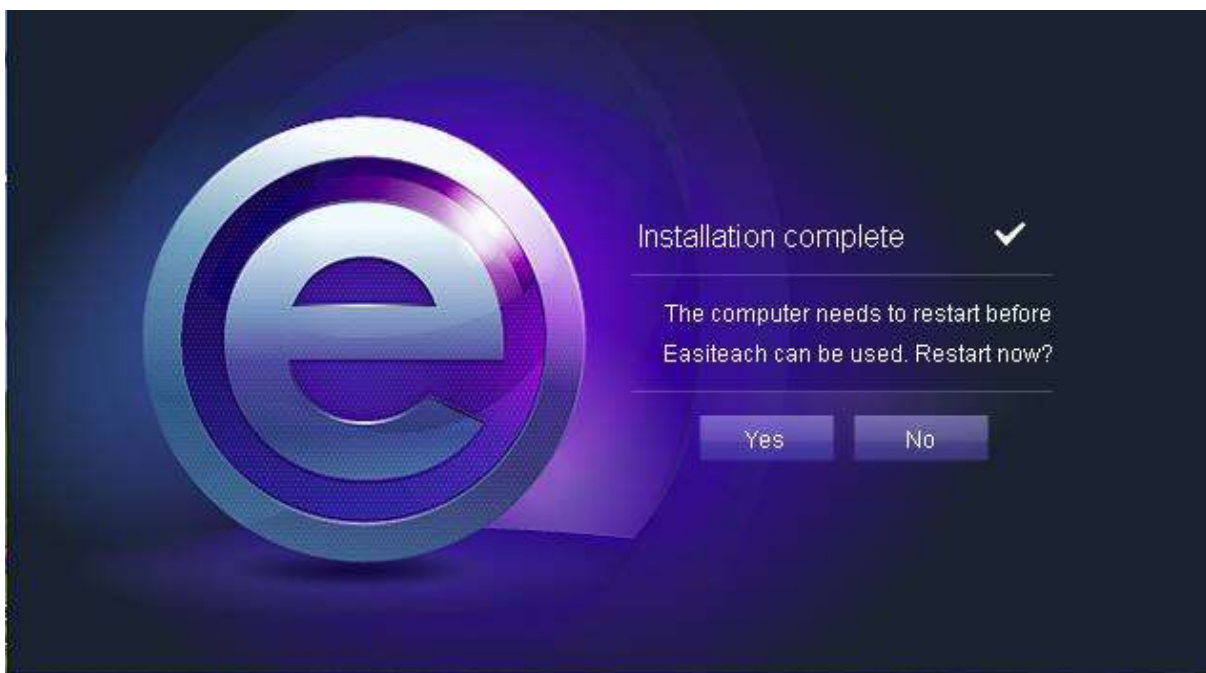 Installation complete
The computer needs to restart before
Easiteach can be used. Restart now?
Yes No
e